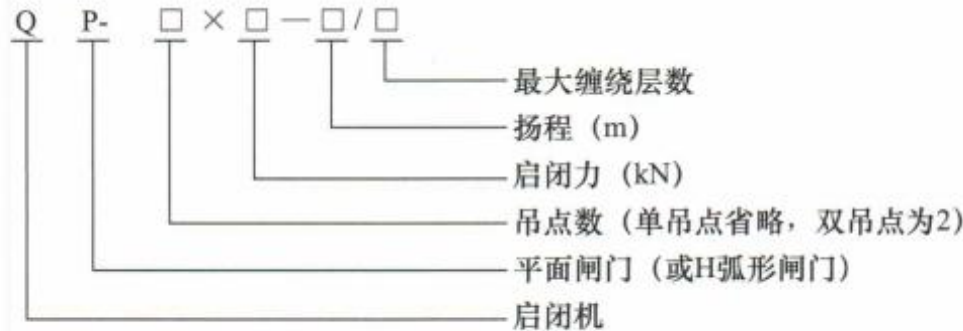 Q P- □ × □ — □ / □
最大缠绕层数
扬程（m）
启闭力（kN）
吊点数（单吊点省略，双吊点为2）
平面闸门（或H弧形闸门）
启闭机